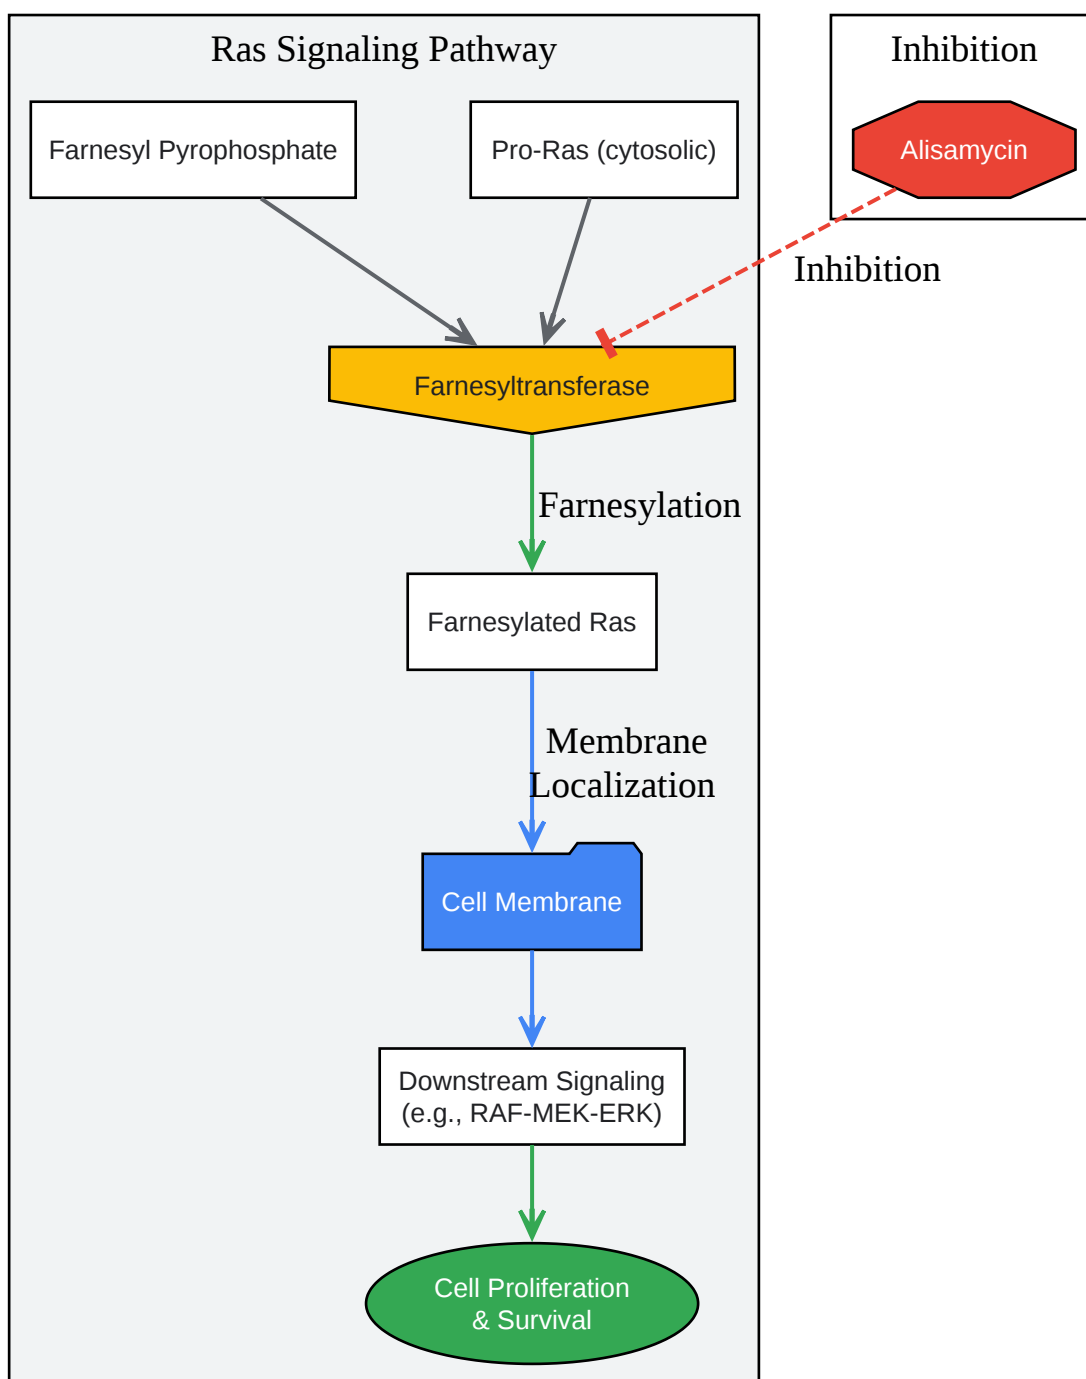 Ras Signaling Pathway
Inhibition
Farnesyl Pyrophosphate
Pro-Ras (cytosolic)
Alisamycin
Inhibition
Farnesyltransferase
Farnesylation
Farnesylated Ras
Membrane
Localization
Cell Membrane
Downstream Signaling
(e.g., RAF-MEK-ERK)
Cell Proliferation
& Survival